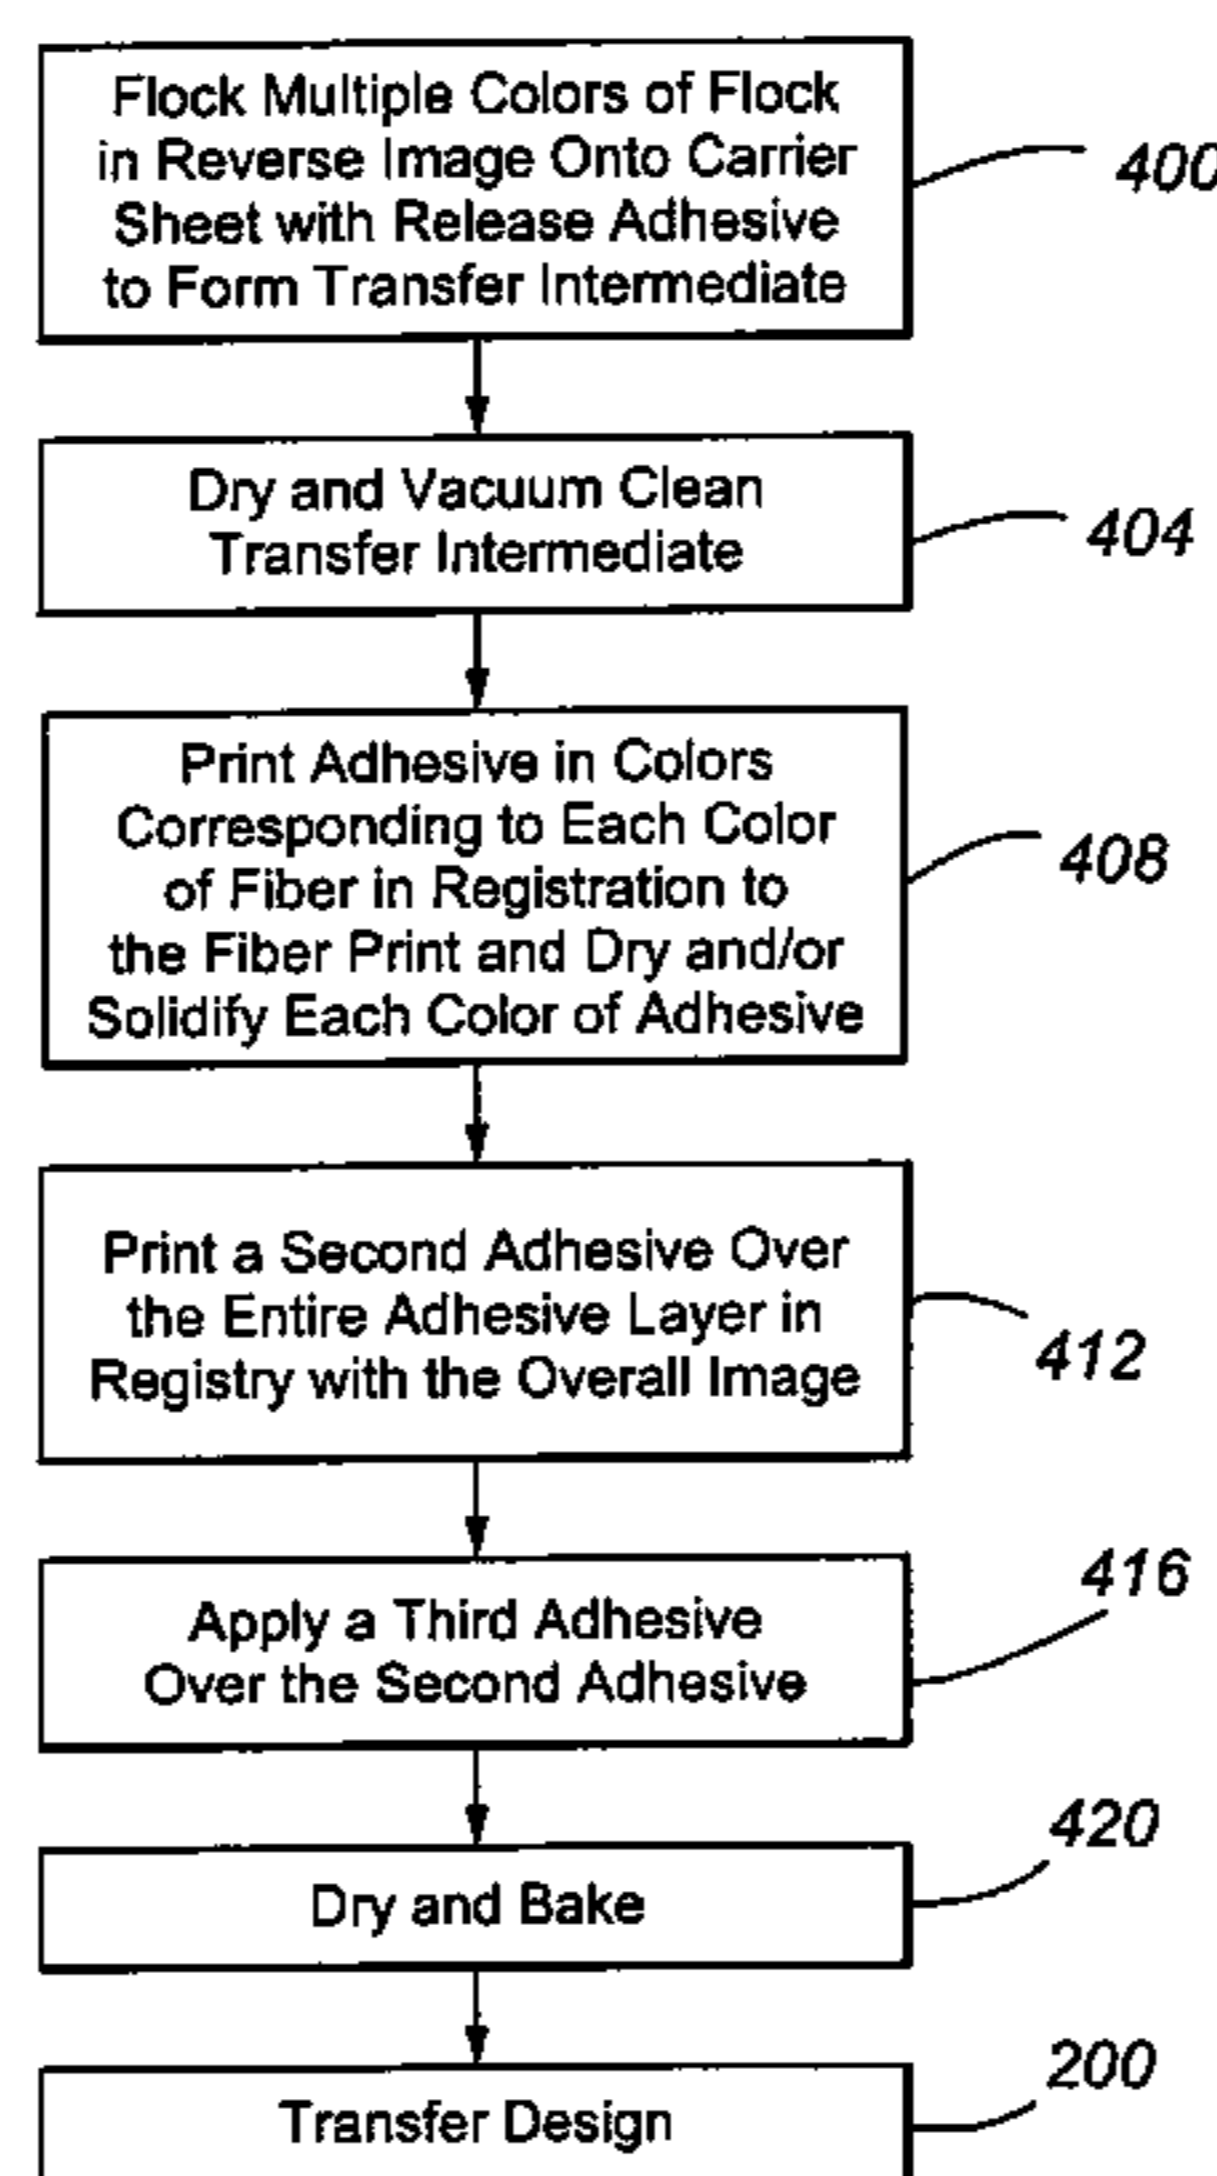 Flock Multiple Colors of Flock
in Reverse Image Onto Carrier
Sheet with Release Adhesive
to Form Transfer Intermediate
400
Dry and Vacuum Clean
Transfer Intermediate
404
Print Adhesive in Colors
Corresponding to Each Color
of Fiber in Registration to
the Fiber Print and Dry and/or
Solidify Each Color of Adhesive
408
Print a Second Adhesive Over
the Entire Adhesive Layer in
Registry with the Overall Image
412
Apply a Third Adhesive
Over the Second Adhesive
416
Dry and Bake
420
Transfer Design
200